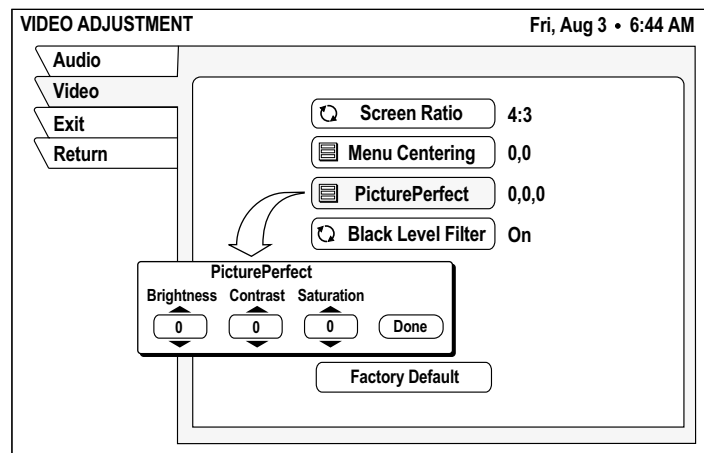 VIDEO ADJUSTMENT Fri, Aug 3 • 6:44 AM
Audio
Video
Exit
Return
Screen Ratio 4:3
Menu Centering 0,0
PicturePerfect 0,0,0
Black Level Filter On
PicturePerfect
Brightness Contrast Saturation
0 0 0 Done
Factory Default